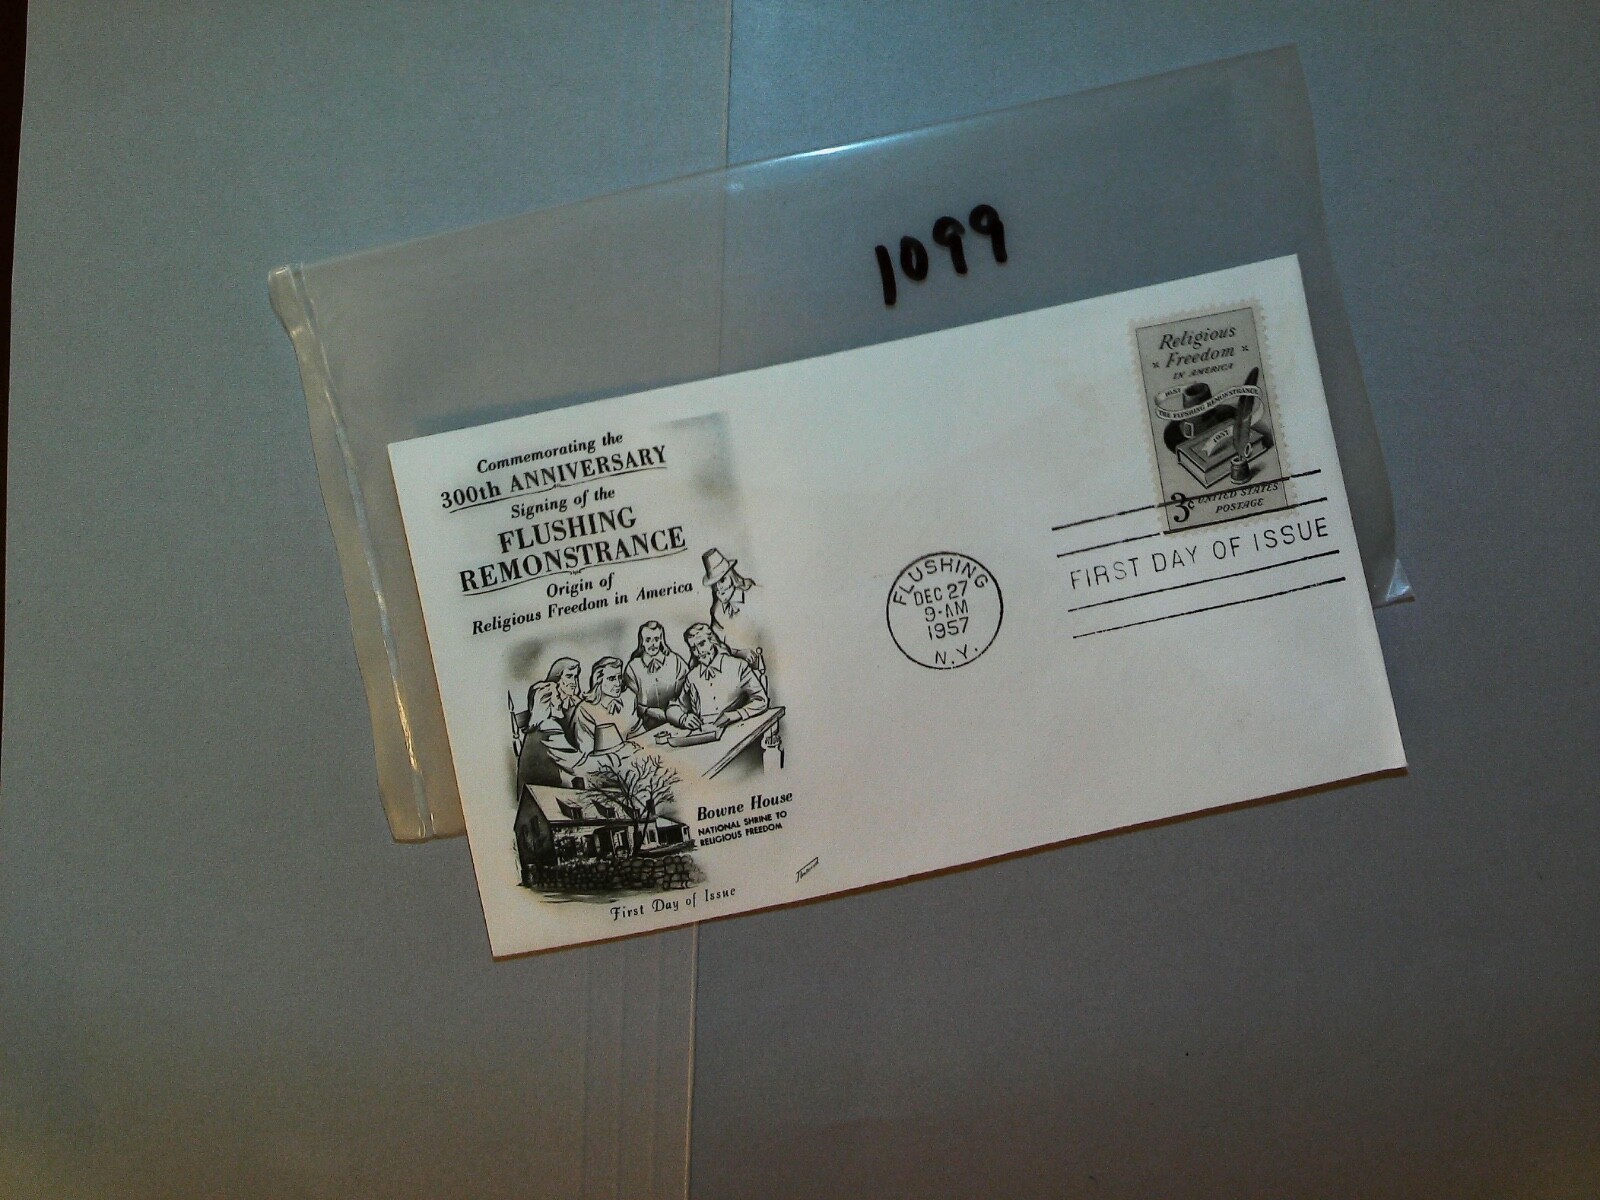 1099
Commemorating the
300th ANNIVERSARY
Signing of the
FLUSHING
REMONSTRANCE
Origin of
Religious Freedom in America
Bowne House
NATIONAL SHRINE TO
RELIGIOUS FREEDOM
First Day of Issue
FLUSHING
DEC 27
9-AM
1957
N.Y.
Religious
Freedom
IN AMERICA
1657
THE FLUSHING REMONSTRANCE
1957
3¢ UNITED STATES
POSTAGE
FIRST DAY OF ISSUE